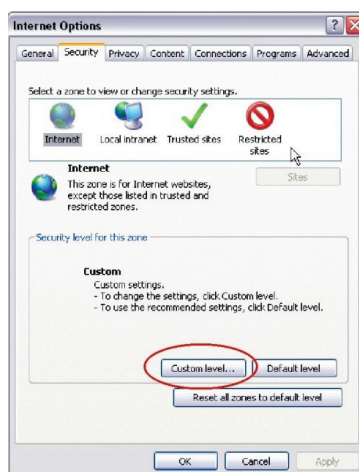 Internet Options
General Security Privacy Content Connections Programs Advanced
Select a zone to view or change security settings.
Internet Local intranet Trusted sites Restricted sites
Internet
This zone is for Internet websites,
except those listed in trusted and
restricted zones.
Sites
Security level for this zone
Custom
Custom settings.
- To change the settings, click Custom level.
- To use the recommended settings, click Default level.
Custom level... Default level
Reset all zones to default level
OK Cancel Apply